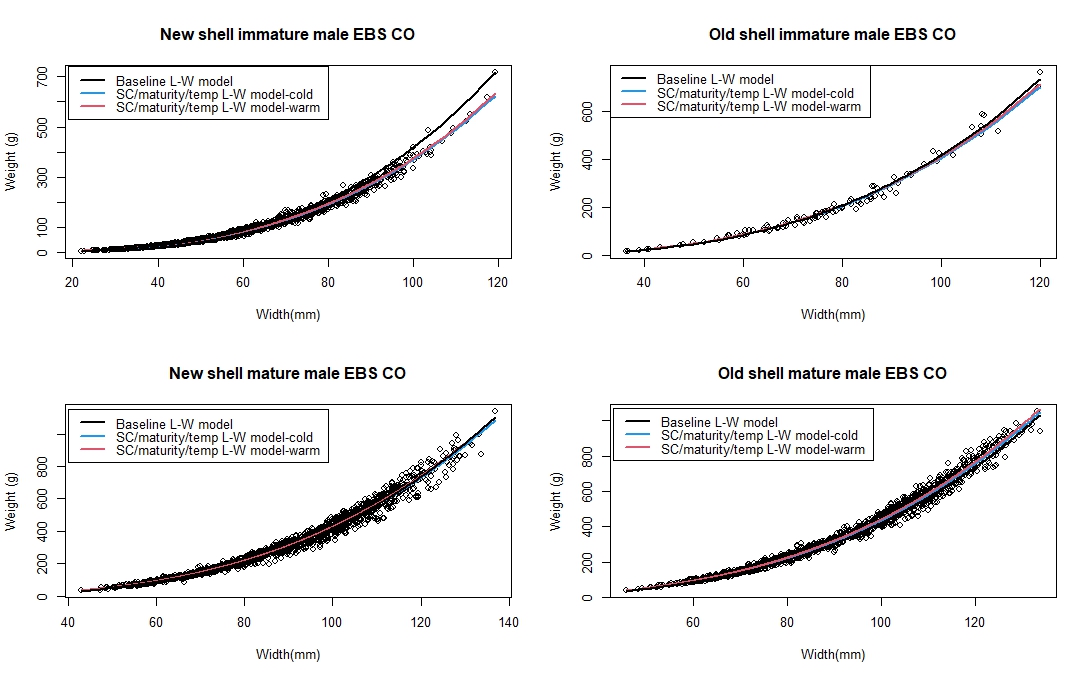 New shell immature male EBS CO
Baseline L-W model
SC/maturity/temp L-W model-cold
SC/maturity/temp L-W model-warm
Weight (g)
700
500
300
100
0
20 40 60 80 100 120
Width(mm)
Old shell immature male EBS CO
Baseline L-W model
SC/maturity/temp L-W model-cold
SC/maturity/temp L-W model-warm
Weight (g)
600
400
200
0
40 60 80 100 120
Width(mm)
New shell mature male EBS CO
Baseline L-W model
SC/maturity/temp L-W model-cold
SC/maturity/temp L-W model-warm
Weight (g)
800
600
400
200
0
40 60 80 100 120 140
Width(mm)
Old shell mature male EBS CO
Baseline L-W model
SC/maturity/temp L-W model-cold
SC/maturity/temp L-W model-warm
Weight (g)
800
600
400
200
0
60 80 100 120
Width(mm)